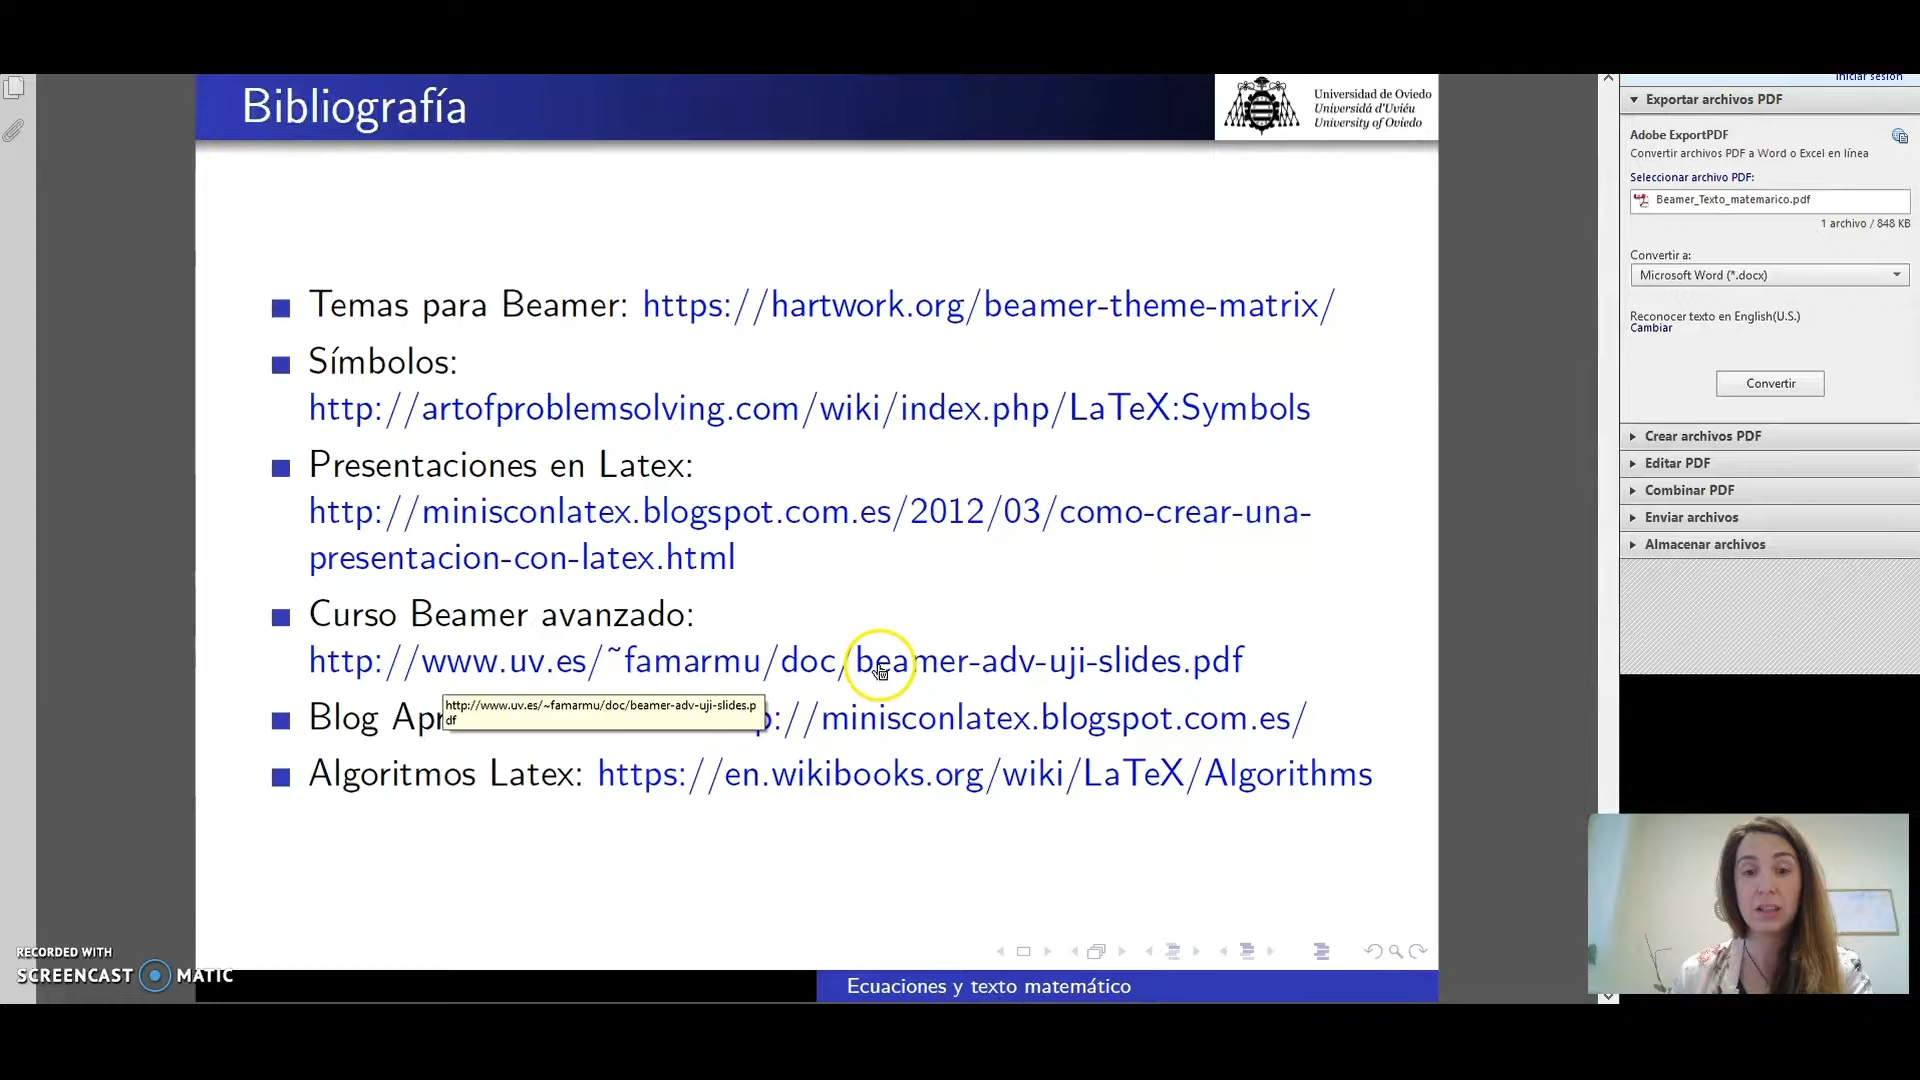 Bibliografía
Universidad de Oviedo
Universidá d'Uviéu
University of Oviedo
Temas para Beamer: https://hartwork.org/beamer-theme-matrix/
Símbolos:
http://artofproblemsolving.com/wiki/index.php/LaTeX:Symbols
Presentaciones en Latex:
http://minisconlatex.blogspot.com.es/2012/03/como-crear-una-
presentacion-con-latex.html
Curso Beamer avanzado:
http://www.uv.es/~famarmu/doc/beamer-adv-uji-slides.pdf
http://www.uv.es/~famarmu/doc/beamer-adv-uji-slides.p
df
Blog p://minisconlatex.blogspot.com.es/
Algoritmos Latex: https://en.wikibooks.org/wiki/LaTeX/Algorithms
Ecuaciones y texto matemático
RECORDED WITH
SCREENCAST MATIC
Iniciar sesión
Exportar archivos PDF
Adobe ExportPDF
Convertir archivos PDF a Word o Excel en línea
Seleccionar archivo PDF:
Beamer_Texto_matemarico.pdf
1 archivo / 848 KB
Convertir a:
Microsoft Word (*.docx)
Reconocer texto en English(U.S.)
Cambiar
Convertir
Crear archivos PDF
Editar PDF
Combinar PDF
Enviar archivos
Almacenar archivos